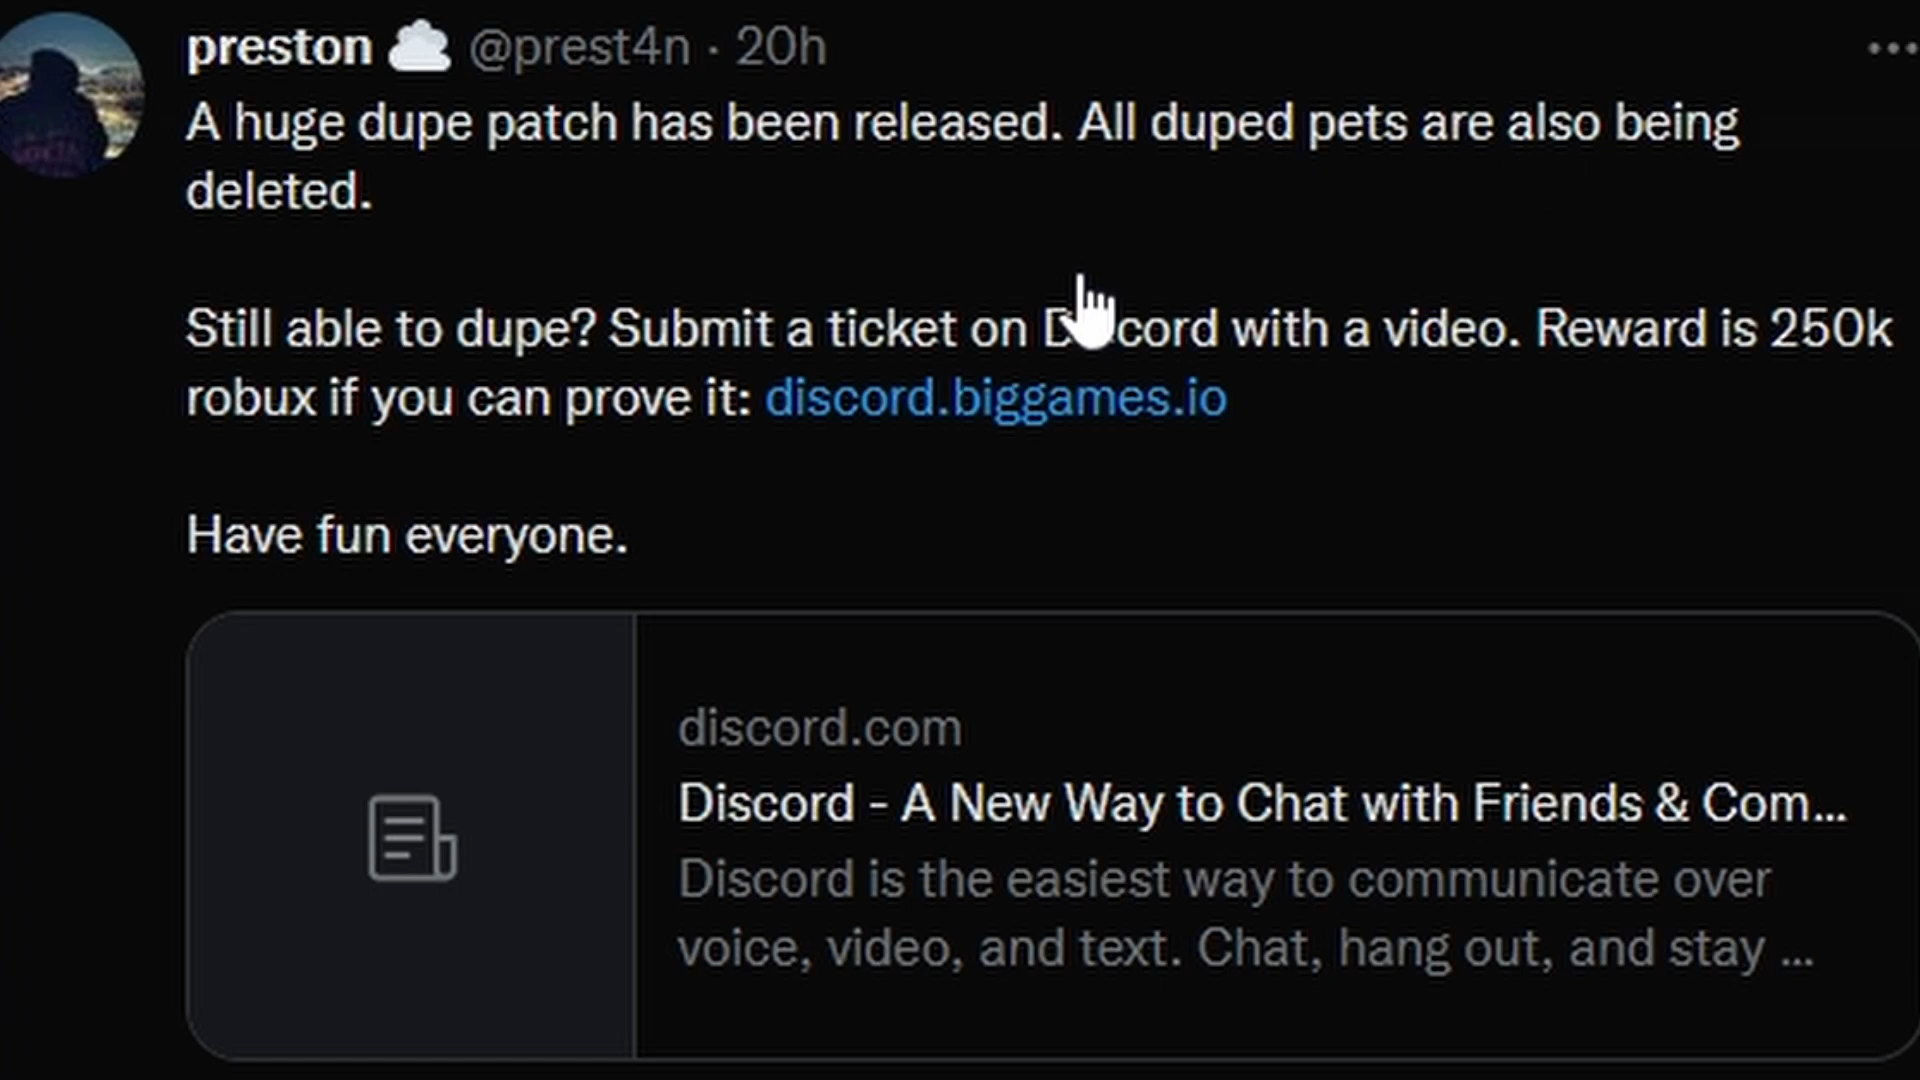 preston @prest4n · 20h
A huge dupe patch has been released. All duped pets are also being
deleted.
Still able to dupe? Submit a ticket on Discord with a video. Reward is 250k
robux if you can prove it: discord.biggames.io
Have fun everyone.
discord.com
Discord - A New Way to Chat with Friends & Com...
Discord is the easiest way to communicate over
voice, video, and text. Chat, hang out, and stay ...